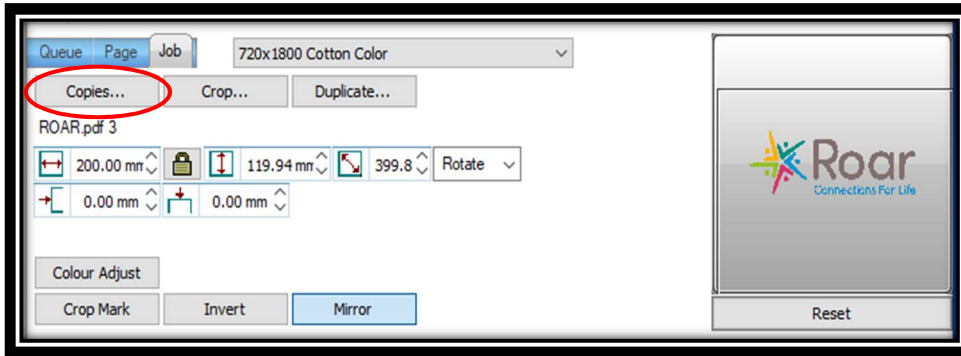 Queue Page Job 720x1800 Cotton Color
Copies... Crop... Duplicate...
ROAR.pdf 3
200.00 mm 119.94 mm 399.8 Rotate
0.00 mm 0.00 mm
Colour Adjust
Crop Mark Invert Mirror
Roar
Connections For Life
Reset